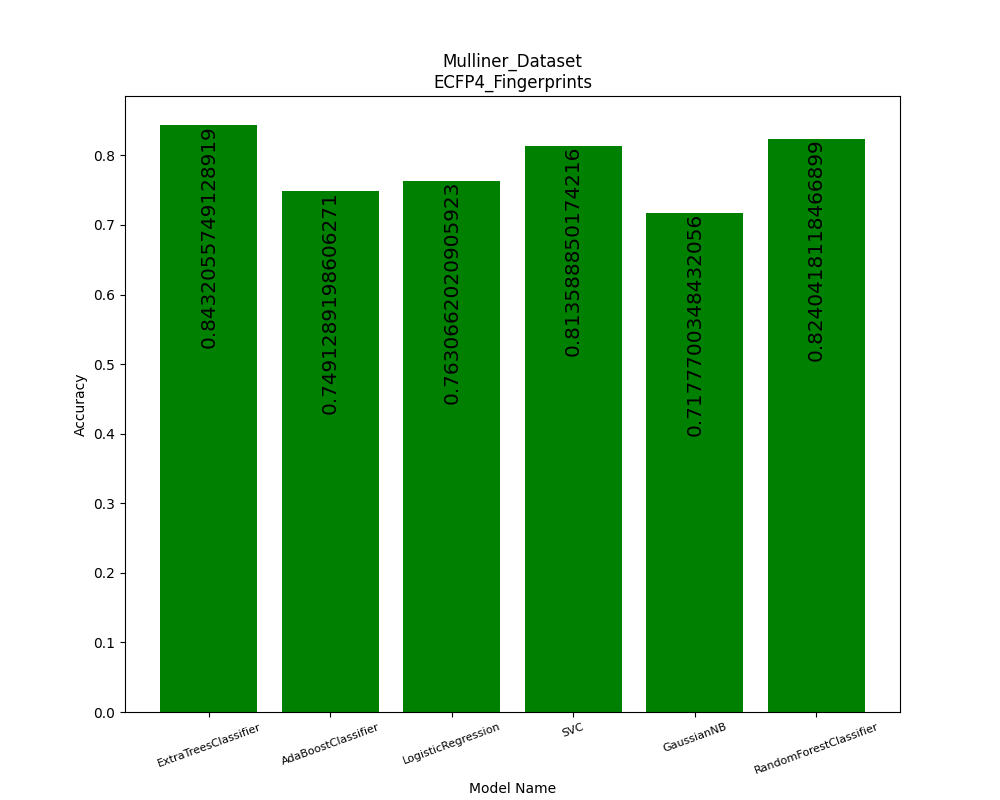 Mulliner_Dataset
ECFP4_Fingerprints
Accuracy
0.8
0.7
0.6
0.5
0.4
0.3
0.2
0.1
0.0
0.8432055749128919
0.7491289198606271
0.7630662020905923
0.813588850174216
0.7177700348432056
0.8240418118466899
ExtraTreesClassifier
AdaBoostClassifier
LogisticRegression
SVC
GaussianNB
RandomForestClassifier
Model Name